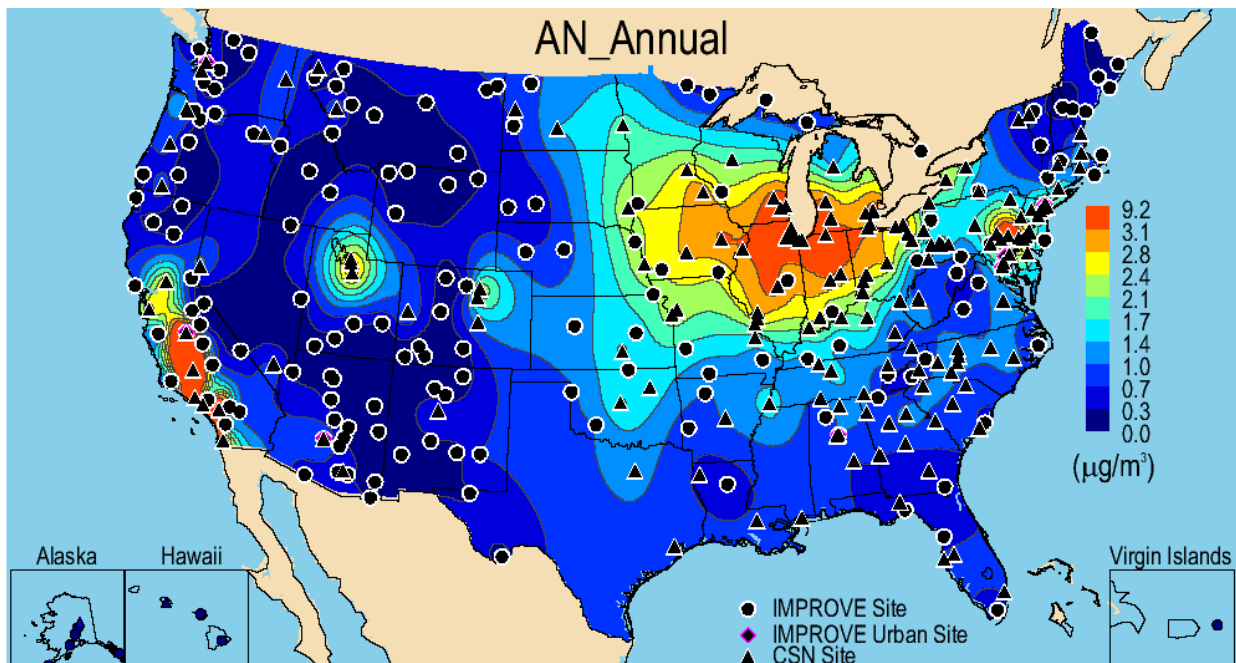 AN_Annual
9.2
3.1
2.8
2.4
2.1
1.7
1.4
1.0
0.7
0.3
0.0
(μg/m³)
Alaska
Hawaii
Virgin Islands
IMPROVE Site
IMPROVE Urban Site
CSN Site